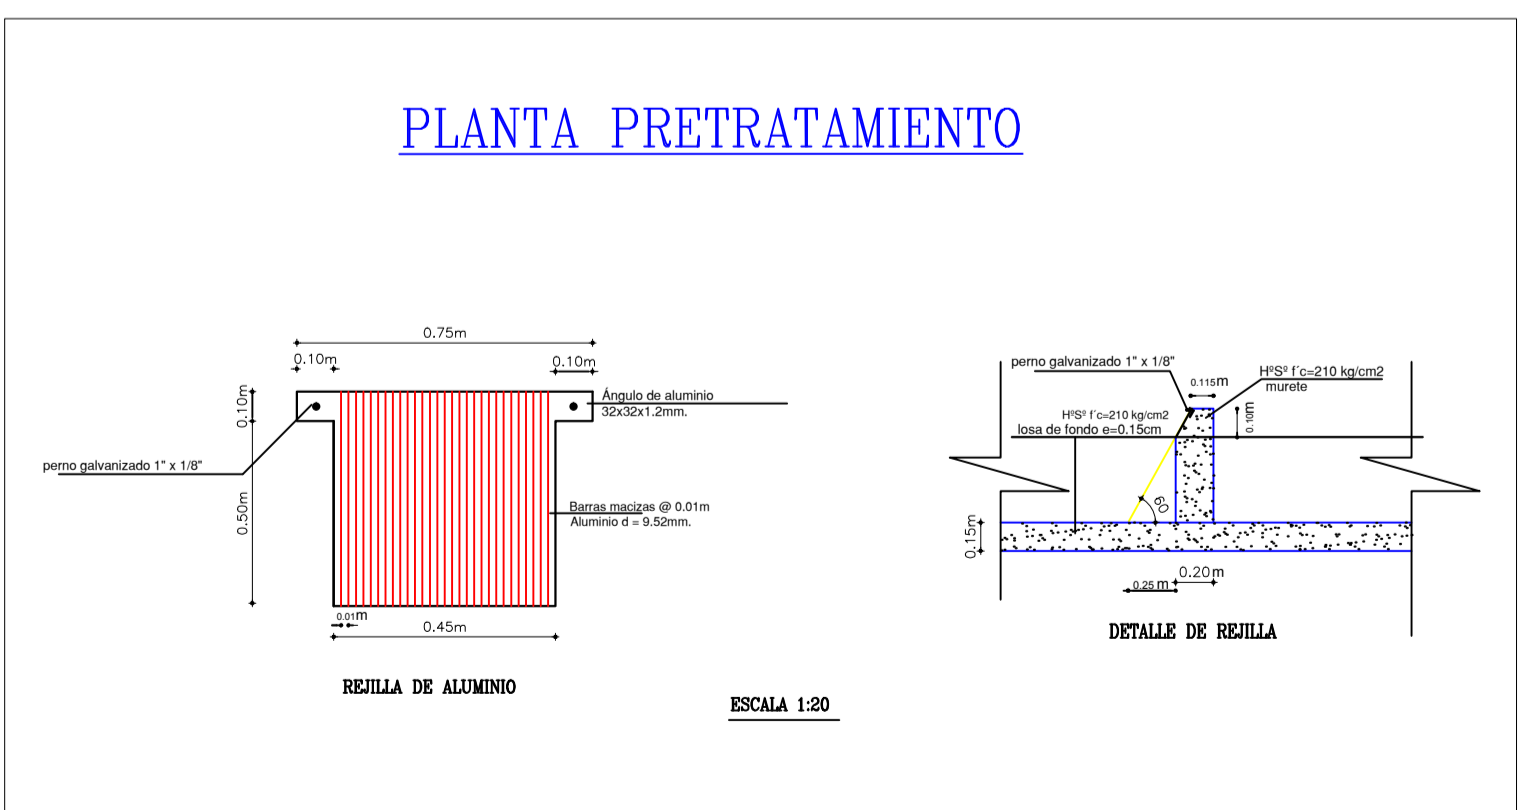 PLANTA PRETRATAMIENTO
0.75m
0.10m
0.10m
0.10m
Ángulo de aluminio
32x32x1.2mm.
perno galvanizado 1" x 1/8"
0.50m
Barras macizas @ 0.01m
Aluminio d = 9.52mm.
0.01m
0.45m
REJILLA DE ALUMINIO
perno galvanizado 1" x 1/8"
0.115m
HºSº f´c=210 kg/cm2
murete
HºSº f´c=210 kg/cm2
losa de fondo e=0.15cm
0.10m
60
0.15m
0.25 m
0.20m
DETALLE DE REJILLA
ESCALA 1:20